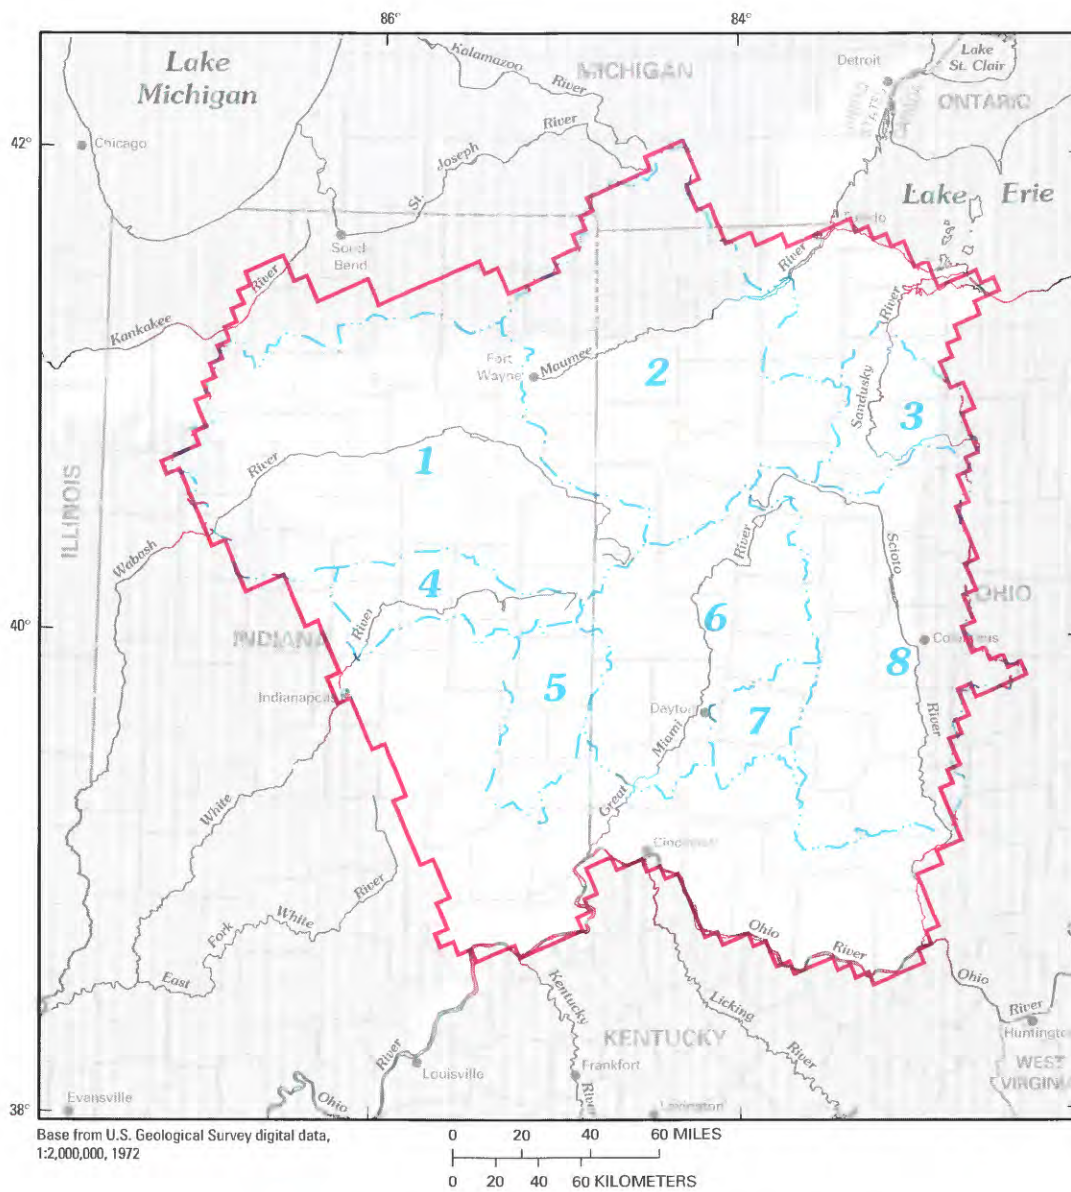 86°
84°
Lake
Michigan
Kalamazoo
River
MICHIGAN
Detroit
Lake
St. Clair
ONTARIO
42°
Chicago
St.
Joseph
River
Lake Erie
South
Bend
River
River
Kankakee
Fort
Wayne
Maumee
2
River
Sandusky
3
1
River
ILLINOIS
Wabash
River
Scioto
4
OHIO
40°
INDIANA
River
6
Columbus
8
5
Indianapolis
Dayton
7
Miami
River
Great
White
River
Cincinnati
River
White
Fork
East
Ohio
River
Ohio
River
Kentucky
Licking
River
Huntington
KENTUCKY
River
WEST
VIRGINIA
Louisville
Frankfort
River
Evansville
Ohio
Lexington
38°
Base from U.S. Geological Survey digital data,
1:2,000,000, 1972
0 20 40 60 MILES
0 20 40 60 KILOMETERS